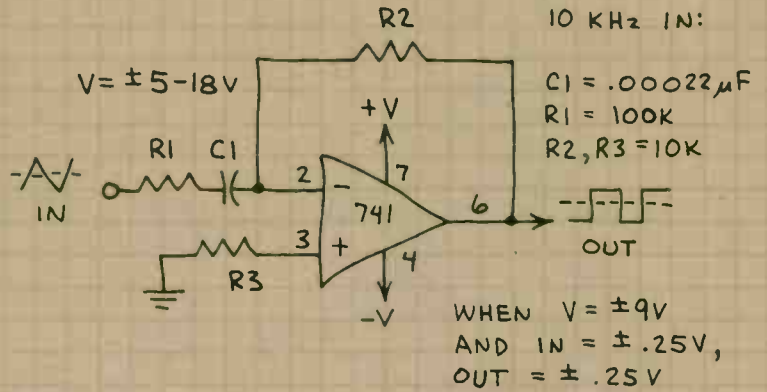 R2
10 KHz IN:
V = ±5-18V
C1 = .00022µF
R1 = 100K
R2, R3 = 10K
+V
R1 C1
2
-
7
IN
741
6
3
+
4
OUT
R3
-V
WHEN V = ±9V
AND IN = ±.25V,
OUT = ±.25V